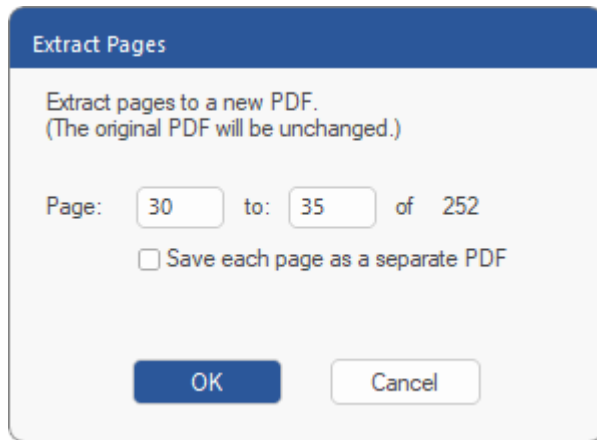 Extract Pages
Extract pages to a new PDF.
(The original PDF will be unchanged.)
Page: 30 to: 35 of 252
Save each page as a separate PDF
OK Cancel